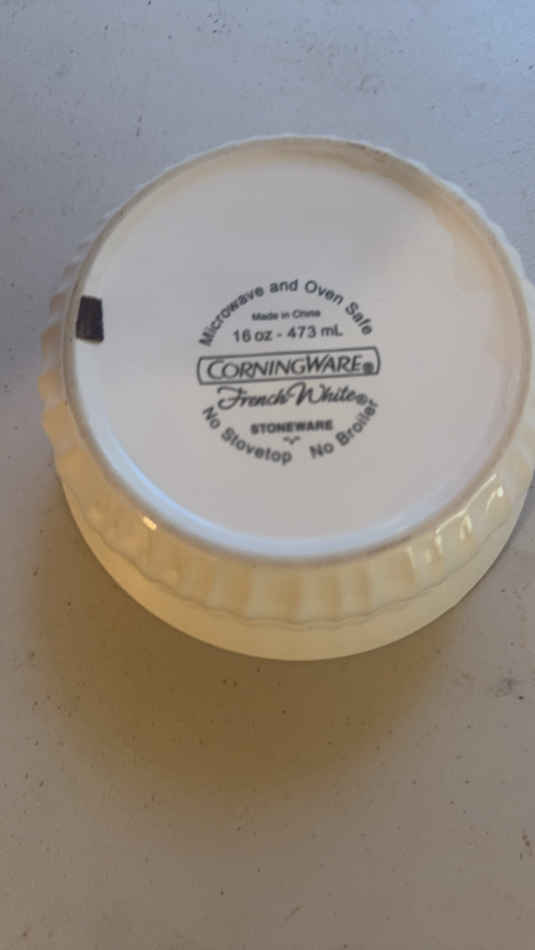 Microwave and Oven Safe
Made in China
16 oz - 473 mL
CORNINGWARE®
French White®
STONEWARE
No Stovetop No Broiler